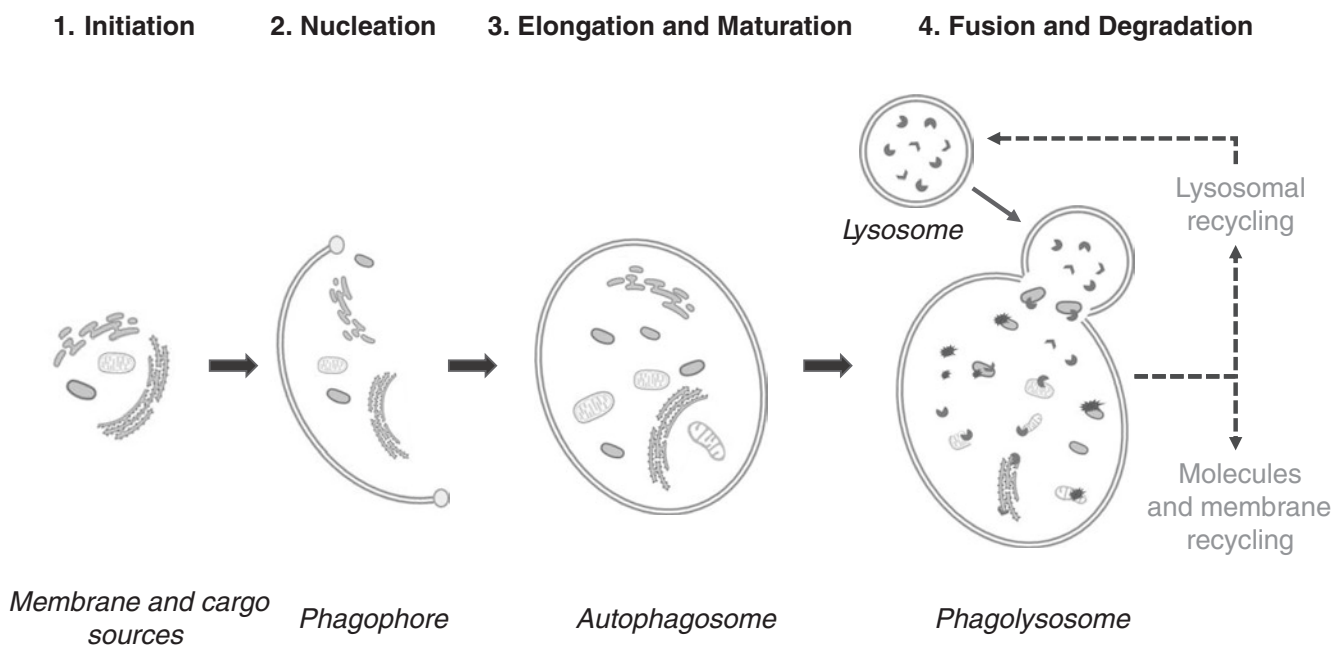 1. Initiation
2. Nucleation
3. Elongation and Maturation
4. Fusion and Degradation
Lysosome
Lysosomal
recycling
Molecules
and membrane
recycling
Membrane and cargo
sources
Phagophore
Autophagosome
Phagolysosome